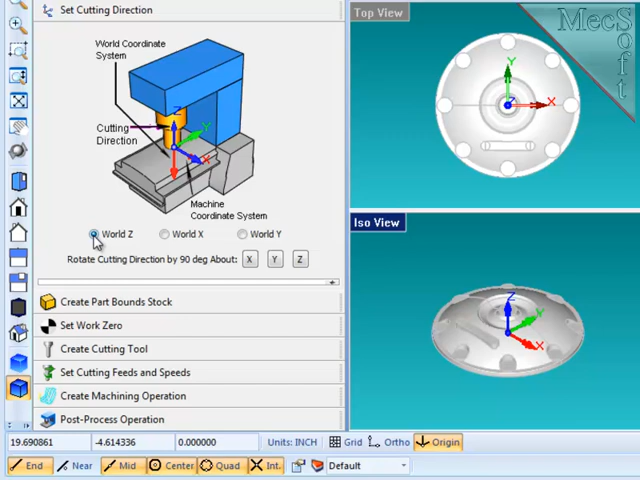 Set Cutting Direction
World Coordinate
System
Z
Y
Cutting
Direction
X
Machine
Coordinate System
World Z
World X
World Y
Rotate Cutting Direction by 90 deg About:
X
Y
Z
Create Part Bounds Stock
Set Work Zero
Create Cutting Tool
Set Cutting Feeds and Speeds
Create Machining Operation
Post-Process Operation
Top View
Y
Z
X
MecSoft
Iso View
Z
Y
X
19.690861
-4.614336
0.000000
Units: INCH
Grid
Ortho
Origin
End
Near
Mid
Center
Quad
Int.
Default